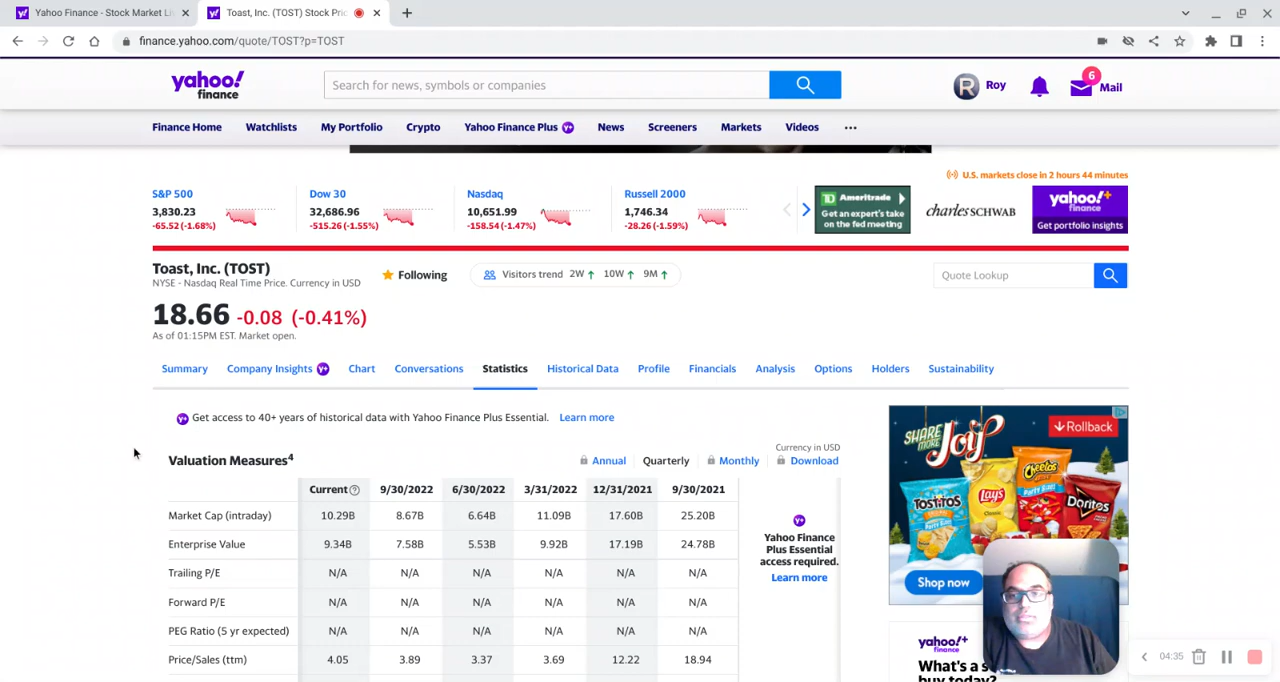 Yahoo Finance - Stock Market Li
Toast, Inc. (TOST) Stock Pric
finance.yahoo.com/quote/TOST?p=TOST
yahoo!
finance
Search for news, symbols or companies
R
Roy
6
Mail
Finance Home Watchlists My Portfolio Crypto Yahoo Finance Plus Y+ News Screeners Markets Videos ...
U.S. markets close in 2 hours 44 minutes
S&P 500 Dow 30 Nasdaq Russell 2000
3,830.23 32,686.96 10,651.99 1,746.34
-65.52 (-1.68%) -515.26 (-1.55%) -158.54 (-1.47%) -28.26 (-1.59%)
TD Ameritrade
Get an expert's take
on the fed meeting
charles SCHWAB
yahoo!+
finance
Get portfolio insights
Toast, Inc. (TOST)
NYSE - Nasdaq Real Time Price. Currency in USD
Following
Visitors trend 2W↑ 10W↑ 9M↑
Quote Lookup
18.66 -0.08 (-0.41%)
As of 01:15PM EST. Market open.
Summary Company Insights Y+ Chart Conversations Statistics Historical Data Profile Financials Analysis Options Holders Sustainability
Y+ Get access to 40+ years of historical data with Yahoo Finance Plus Essential. Learn more
Currency in USD
Valuation Measures4
Annual Quarterly Monthly Download
Current 9/30/2022 6/30/2022 3/31/2022 12/31/2021 9/30/2021
Market Cap (intraday) 10.29B 8.67B 6.64B 11.09B 17.60B 25.20B
Enterprise Value 9.34B 7.58B 5.53B 9.92B 17.19B 24.78B
Trailing P/E N/A N/A N/A N/A N/A N/A
Forward P/E N/A N/A N/A N/A N/A N/A
PEG Ratio (5 yr expected) N/A N/A N/A N/A N/A N/A
Price/Sales (ttm) 4.05 3.89 3.37 3.69 12.22 18.94
Y+
Yahoo Finance
Plus Essential
access required.
Learn more
SHARE
MORE
Joy
Rollback
TOSTITOS
Lay's
Cheetos
Doritos
Shop now
yahoo!+
finance
What's a s
buy today?
04:35